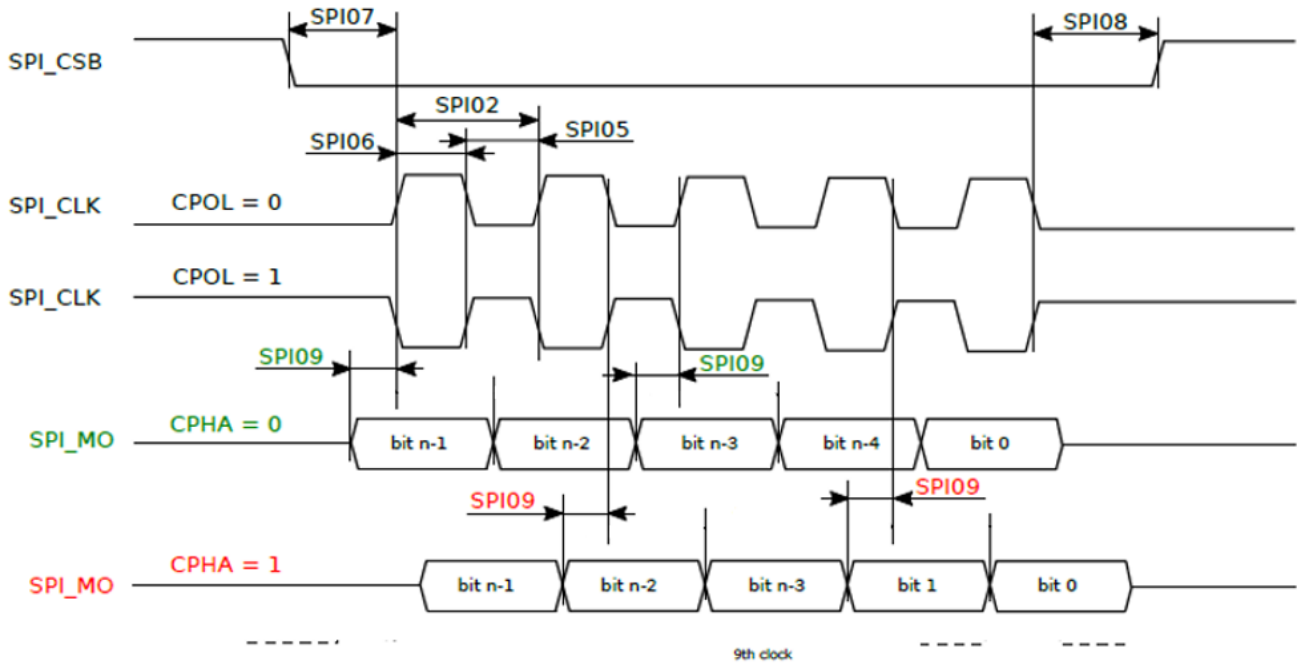 SPI07
SPI08
SPI_CSB
SPI02
SPI05
SPI06
SPI_CLK CPOL = 0
CPOL = 1
SPI_CLK
SPI09
SPI09
CPHA = 0
SPI_MO bit n-1 bit n-2 bit n-3 bit n-4 bit 0
SPI09
SPI09
CPHA = 1
SPI_MO bit n-1 bit n-2 bit n-3 bit 1 bit 0
9th clock